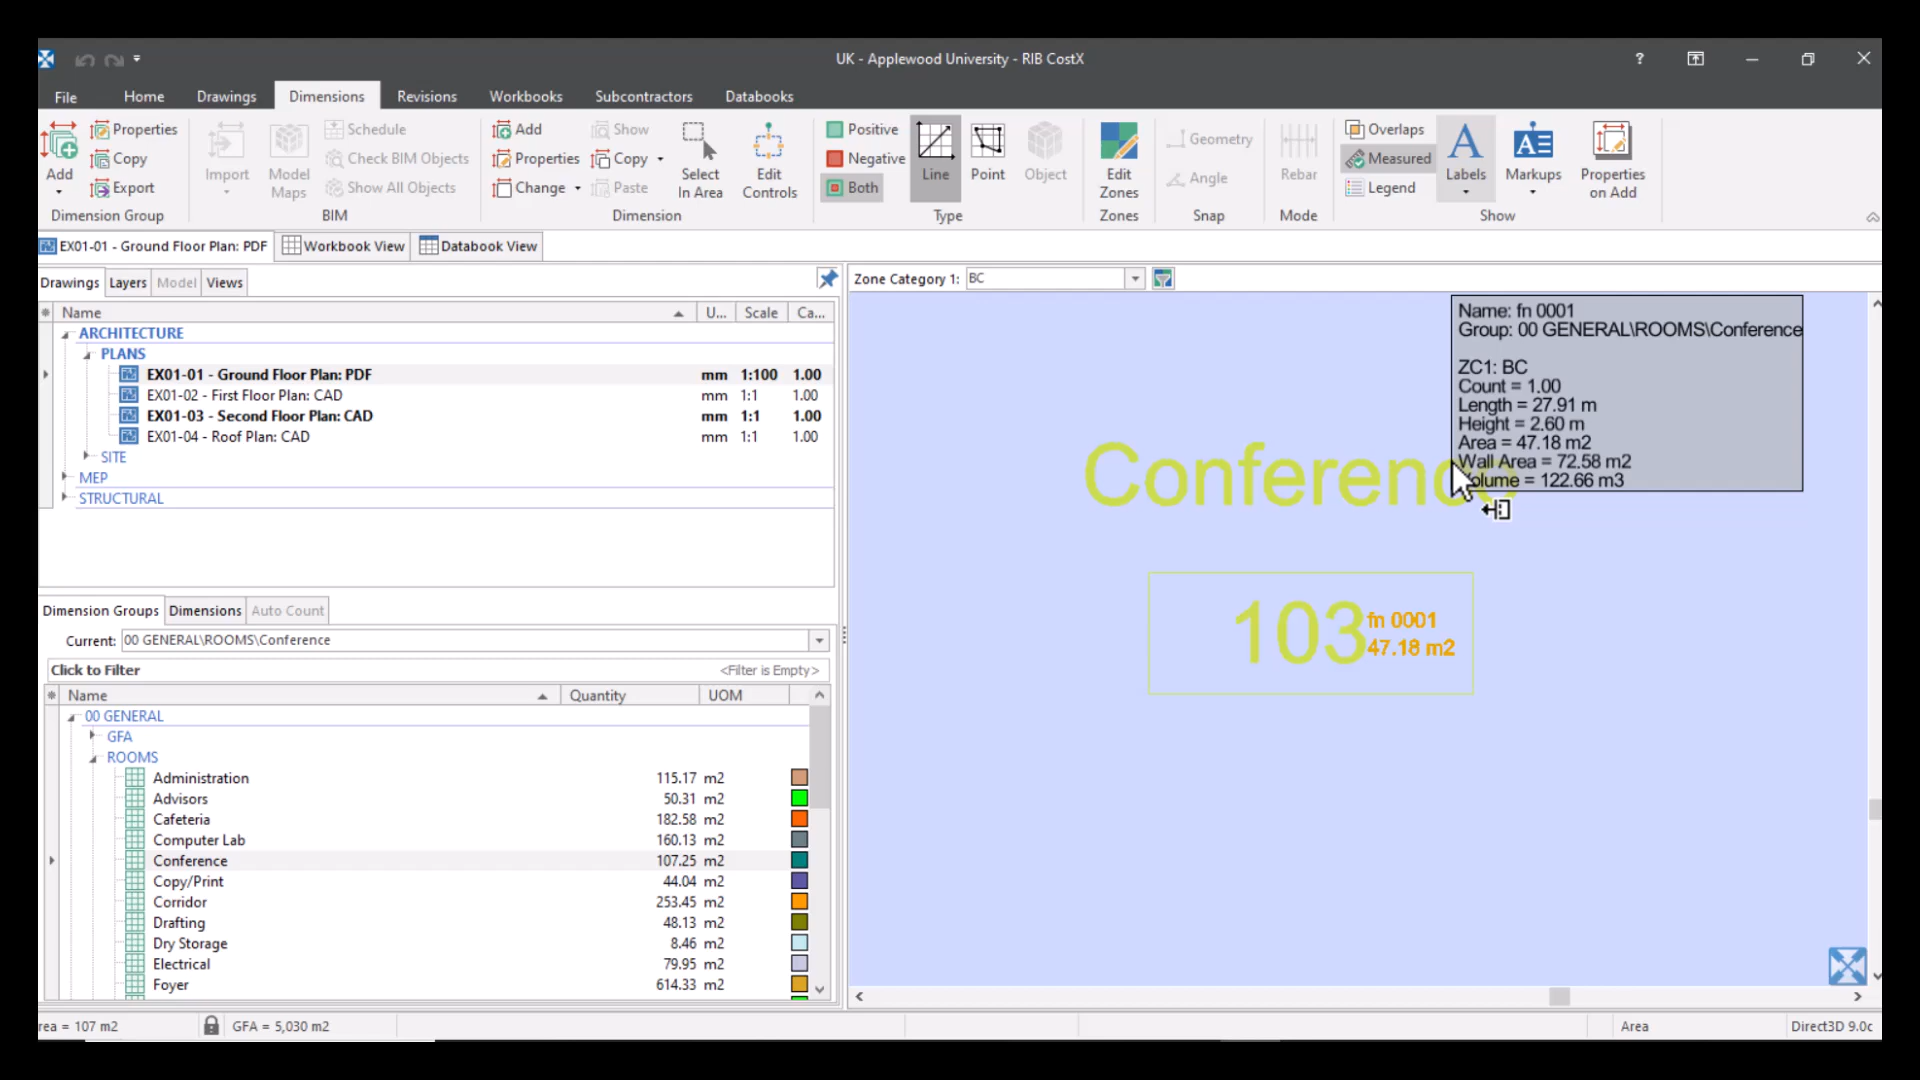 UK - Applewood University - RIB CostX
?
File Home Drawings Dimensions Revisions Workbooks Subcontractors Databooks
Add
Properties
Copy
Export
Dimension Group
Import
Model Maps
Schedule
Check BIM Objects
Show All Objects
BIM
Add
Properties
Change
Show
Copy
Paste
Select In Area
Edit Controls
Dimension
Positive
Negative
Both
Line
Point
Object
Type
Edit Zones
Zones
Geometry
Angle
Snap
Rebar
Mode
Overlaps
Measured
Legend
Labels
Markups
Properties on Add
Show
EX01-01 - Ground Floor Plan: PDF Workbook View Databook View
Drawings Layers Model Views
Name U... Scale Ca...
ARCHITECTURE
PLANS
EX01-01 - Ground Floor Plan: PDF mm 1:100 1.00
EX01-02 - First Floor Plan: CAD mm 1:1 1.00
EX01-03 - Second Floor Plan: CAD mm 1:1 1.00
EX01-04 - Roof Plan: CAD mm 1:1 1.00
SITE
MEP
STRUCTURAL
Dimension Groups Dimensions Auto Count
Current: 00 GENERAL\ROOMS\Conference
Click to Filter <Filter is Empty>
Name Quantity UOM
00 GENERAL
GFA
ROOMS
Administration 115.17 m2
Advisors 50.31 m2
Cafeteria 182.58 m2
Computer Lab 160.13 m2
Conference 107.25 m2
Copy/Print 44.04 m2
Corridor 253.45 m2
Drafting 48.13 m2
Dry Storage 8.46 m2
Electrical 79.95 m2
Foyer 614.33 m2
Zone Category 1: BC
Name: fn 0001
Group: 00 GENERAL\ROOMS\Conference
ZC1: BC
Count = 1.00
Length = 27.91 m
Height = 2.60 m
Area = 47.18 m2
Wall Area = 72.58 m2
olume = 122.66 m3
Conference
103
fn 0001
47.18 m2
rea = 107 m2 GFA = 5,030 m2 Area Direct3D 9.0c